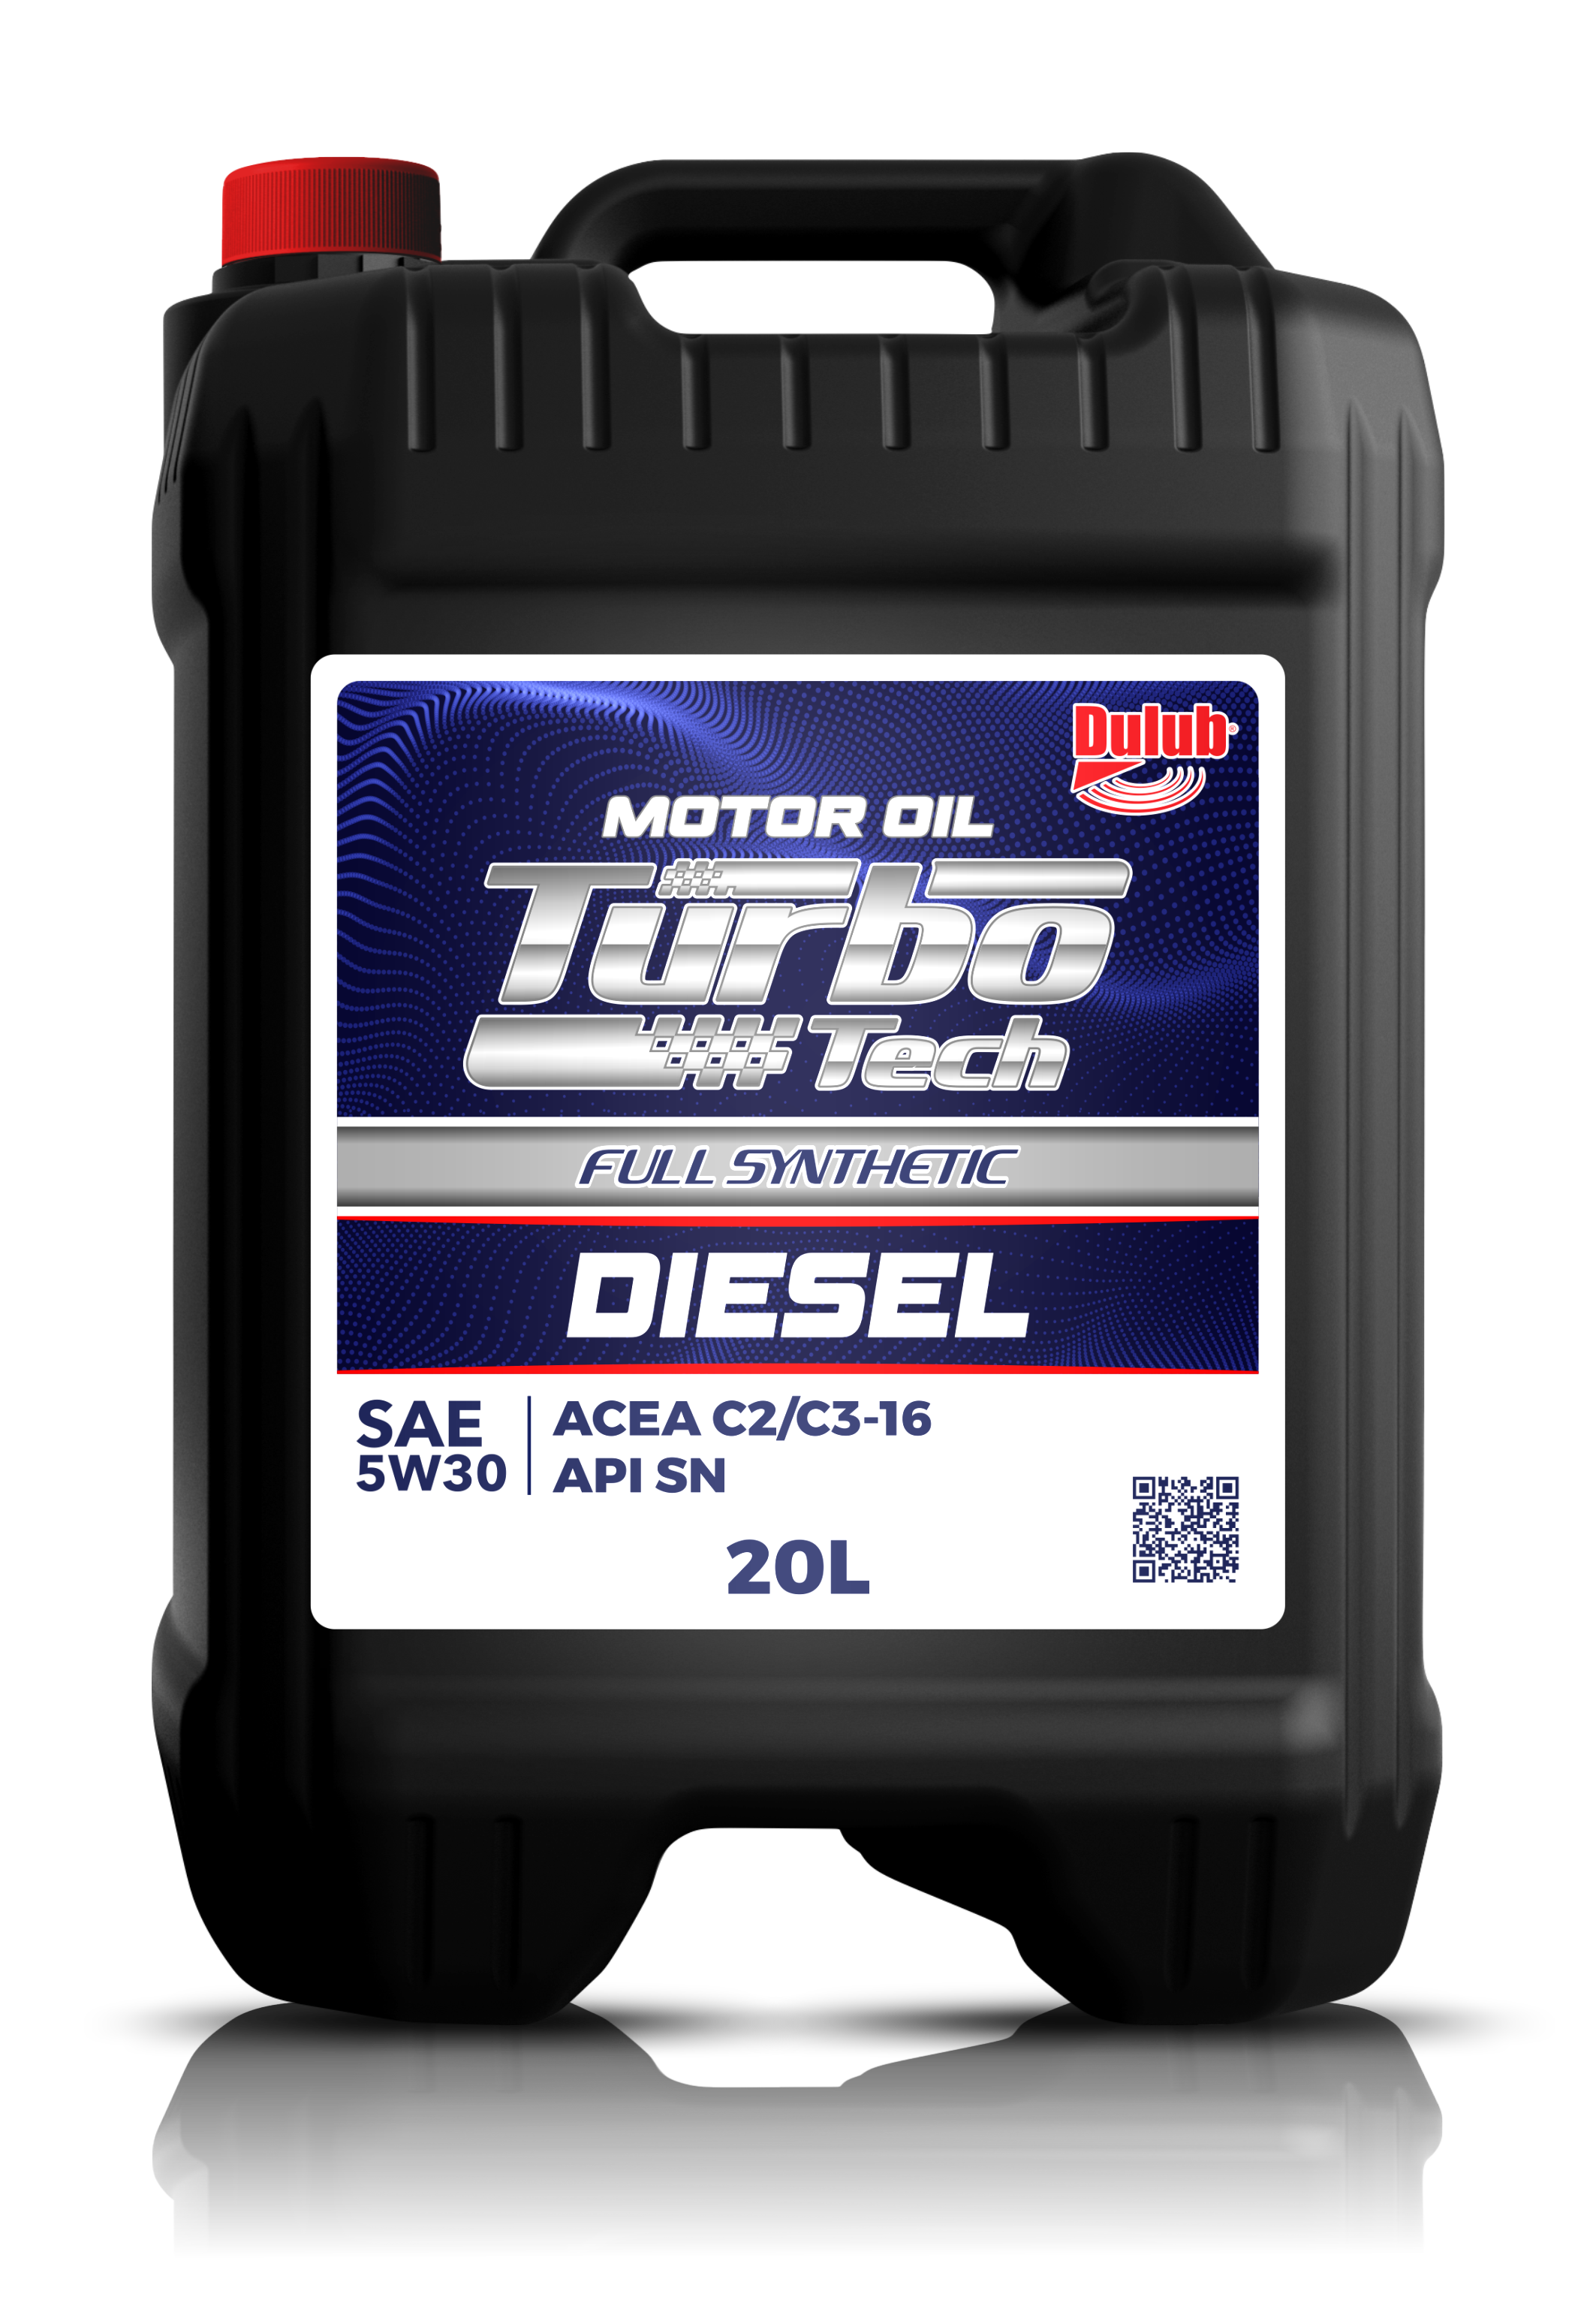 Dulub®
MOTOR OIL
Turbo
Tech
FULL SYNTHETIC
DIESEL
SAE
5W30
ACEA C2/C3-16
API SN
20L